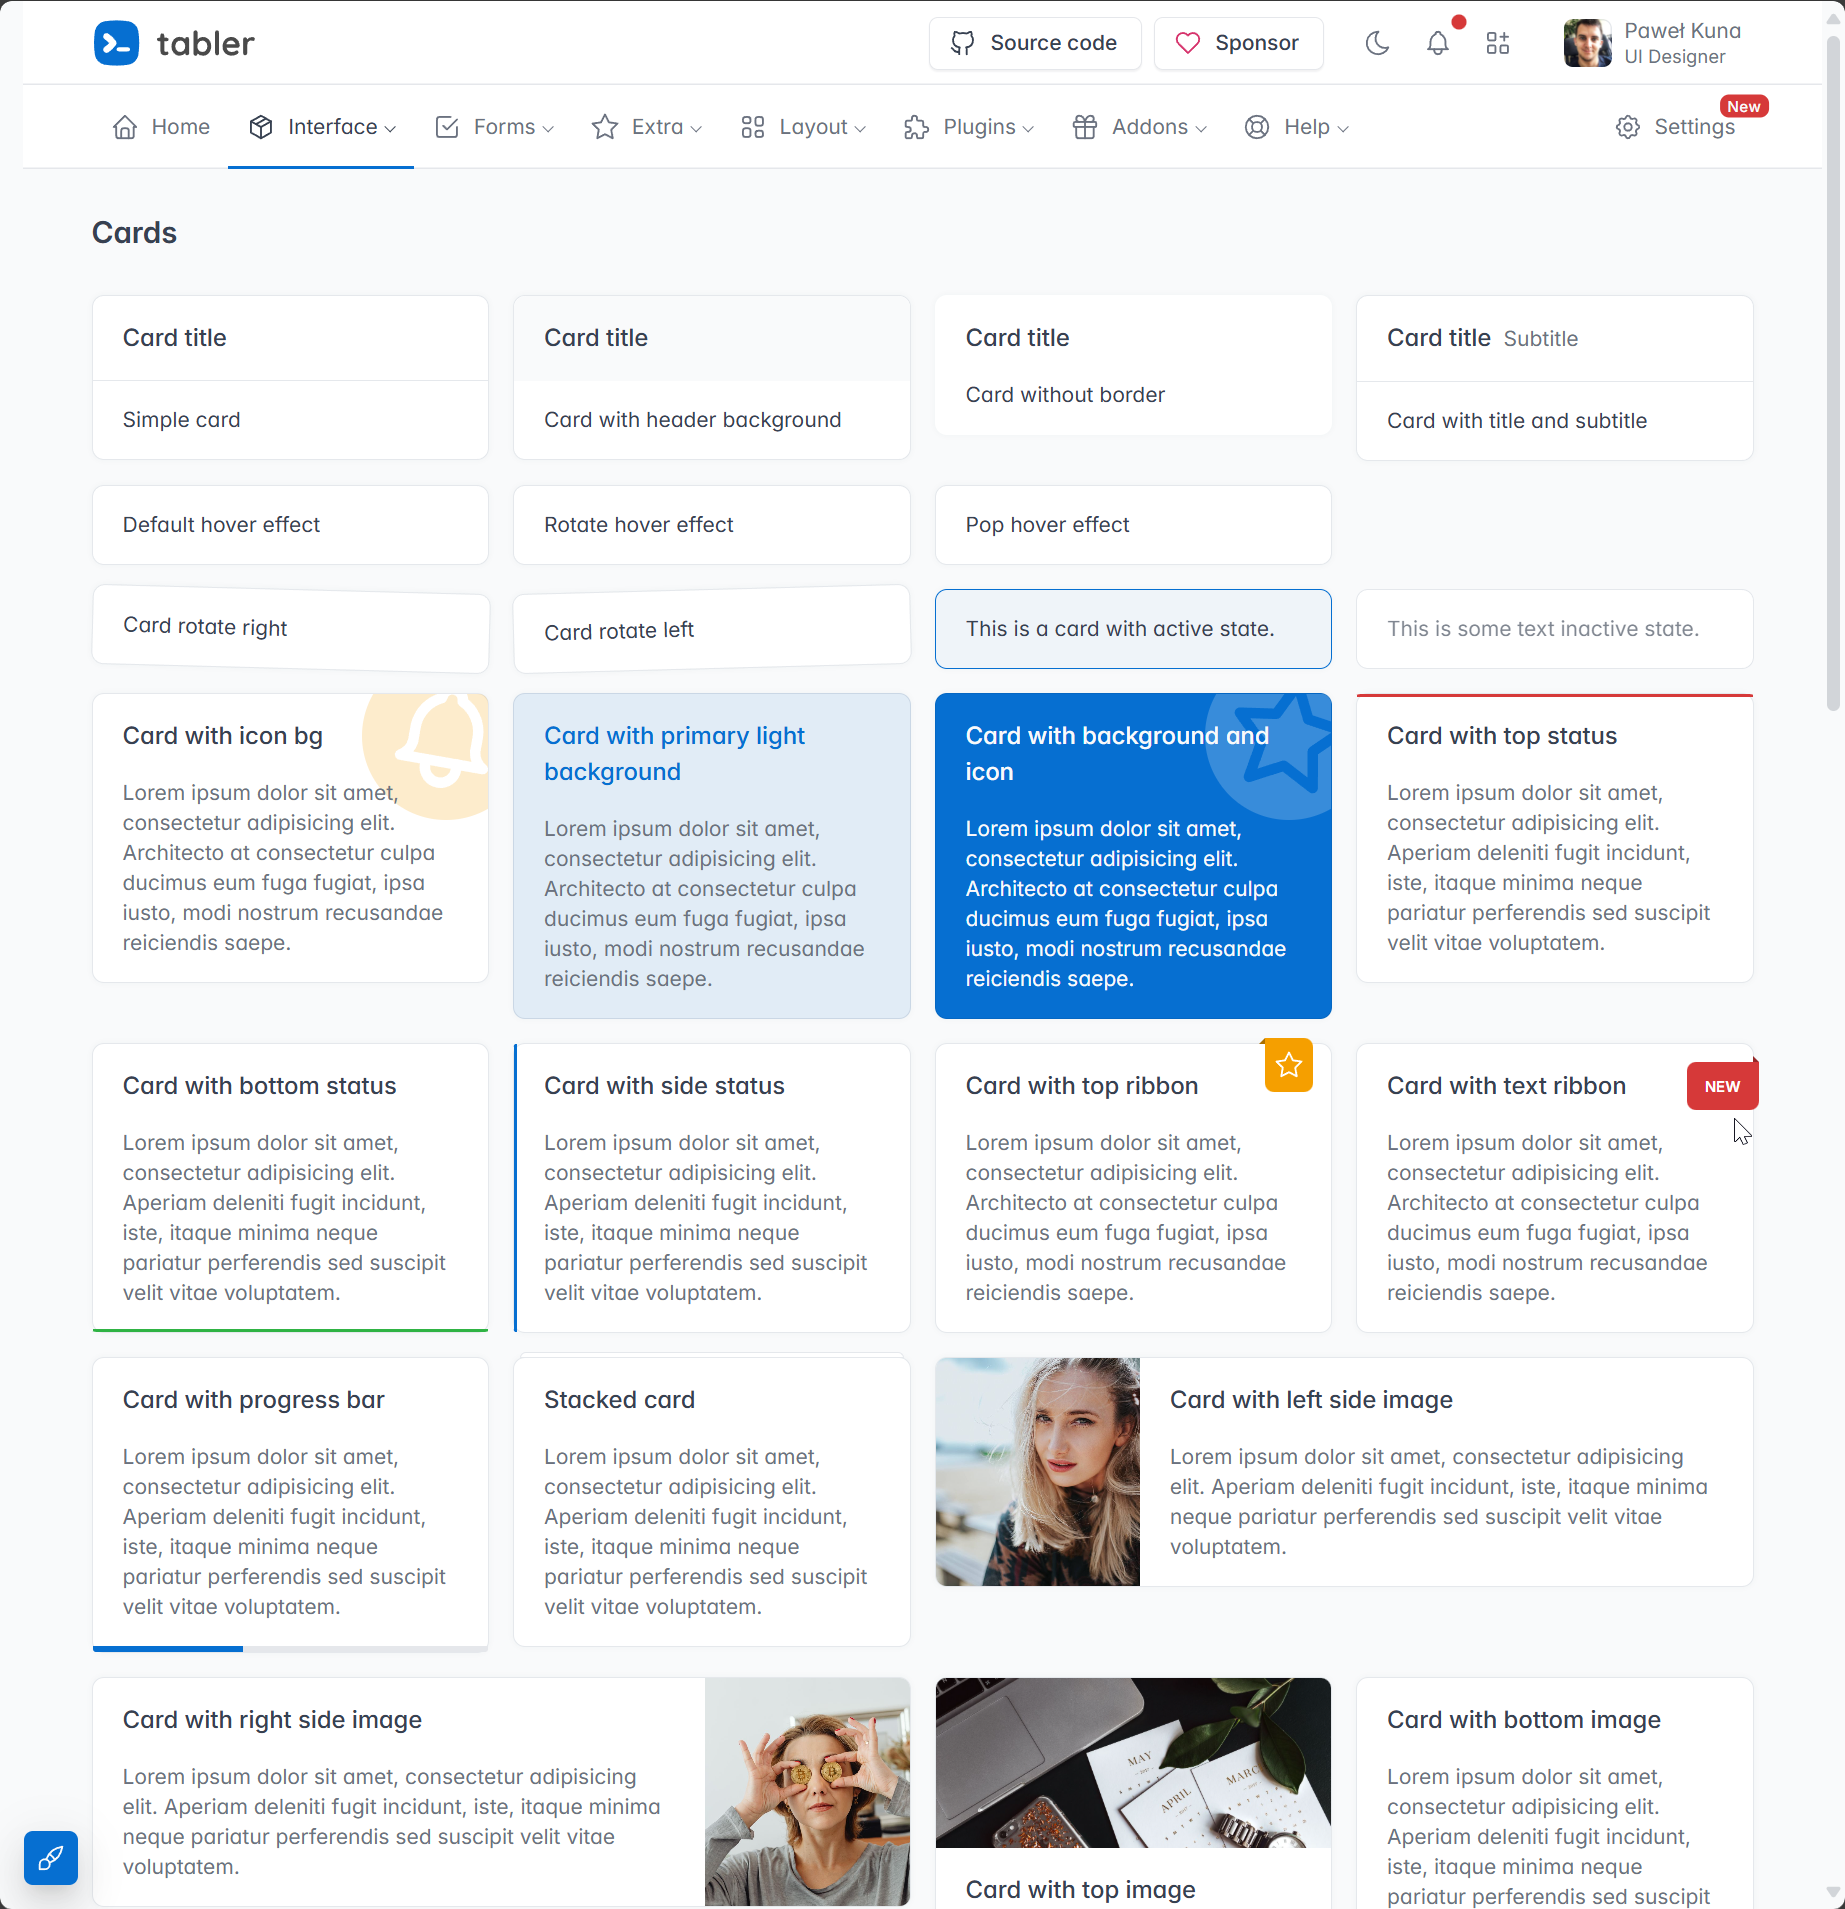 tabler
Source code
Sponsor
Paweł Kuna
UI Designer
Home
Interface
Forms
Extra
Layout
Plugins
Addons
Help
Settings
New
Cards
Card title
Simple card
Card title
Card with header background
Card title
Card without border
Card title Subtitle
Card with title and subtitle
Default hover effect
Rotate hover effect
Pop hover effect
Card rotate right
Card rotate left
This is a card with active state.
This is some text inactive state.
Card with icon bg
Lorem ipsum dolor sit amet,
consectetur adipisicing elit.
Architecto at consectetur culpa
ducimus eum fuga fugiat, ipsa
iusto, modi nostrum recusandae
reiciendis saepe.
Card with primary light
background
Lorem ipsum dolor sit amet,
consectetur adipisicing elit.
Architecto at consectetur culpa
ducimus eum fuga fugiat, ipsa
iusto, modi nostrum recusandae
reiciendis saepe.
Card with background and
icon
Lorem ipsum dolor sit amet,
consectetur adipisicing elit.
Architecto at consectetur culpa
ducimus eum fuga fugiat, ipsa
iusto, modi nostrum recusandae
reiciendis saepe.
Card with top status
Lorem ipsum dolor sit amet,
consectetur adipisicing elit.
Aperiam deleniti fugit incidunt,
iste, itaque minima neque
pariatur perferendis sed suscipit
velit vitae voluptatem.
Card with bottom status
Lorem ipsum dolor sit amet,
consectetur adipisicing elit.
Aperiam deleniti fugit incidunt,
iste, itaque minima neque
pariatur perferendis sed suscipit
velit vitae voluptatem.
Card with side status
Lorem ipsum dolor sit amet,
consectetur adipisicing elit.
Aperiam deleniti fugit incidunt,
iste, itaque minima neque
pariatur perferendis sed suscipit
velit vitae voluptatem.
Card with top ribbon
Lorem ipsum dolor sit amet,
consectetur adipisicing elit.
Architecto at consectetur culpa
ducimus eum fuga fugiat, ipsa
iusto, modi nostrum recusandae
reiciendis saepe.
Card with text ribbon
NEW
Lorem ipsum dolor sit amet,
consectetur adipisicing elit.
Architecto at consectetur culpa
ducimus eum fuga fugiat, ipsa
iusto, modi nostrum recusandae
reiciendis saepe.
Card with progress bar
Lorem ipsum dolor sit amet,
consectetur adipisicing elit.
Aperiam deleniti fugit incidunt,
iste, itaque minima neque
pariatur perferendis sed suscipit
velit vitae voluptatem.
Stacked card
Lorem ipsum dolor sit amet,
consectetur adipisicing elit.
Aperiam deleniti fugit incidunt,
iste, itaque minima neque
pariatur perferendis sed suscipit
velit vitae voluptatem.
Card with left side image
Lorem ipsum dolor sit amet, consectetur adipisicing
elit. Aperiam deleniti fugit incidunt, iste, itaque minima
neque pariatur perferendis sed suscipit velit vitae
voluptatem.
Card with right side image
Lorem ipsum dolor sit amet, consectetur adipisicing
elit. Aperiam deleniti fugit incidunt, iste, itaque minima
neque pariatur perferendis sed suscipit velit vitae
voluptatem.
MAY
APRIL
Card with top image
Card with bottom image
Lorem ipsum dolor sit amet,
consectetur adipisicing elit.
Aperiam deleniti fugit incidunt,
iste, itaque minima neque
pariatur perferendis sed suscipit